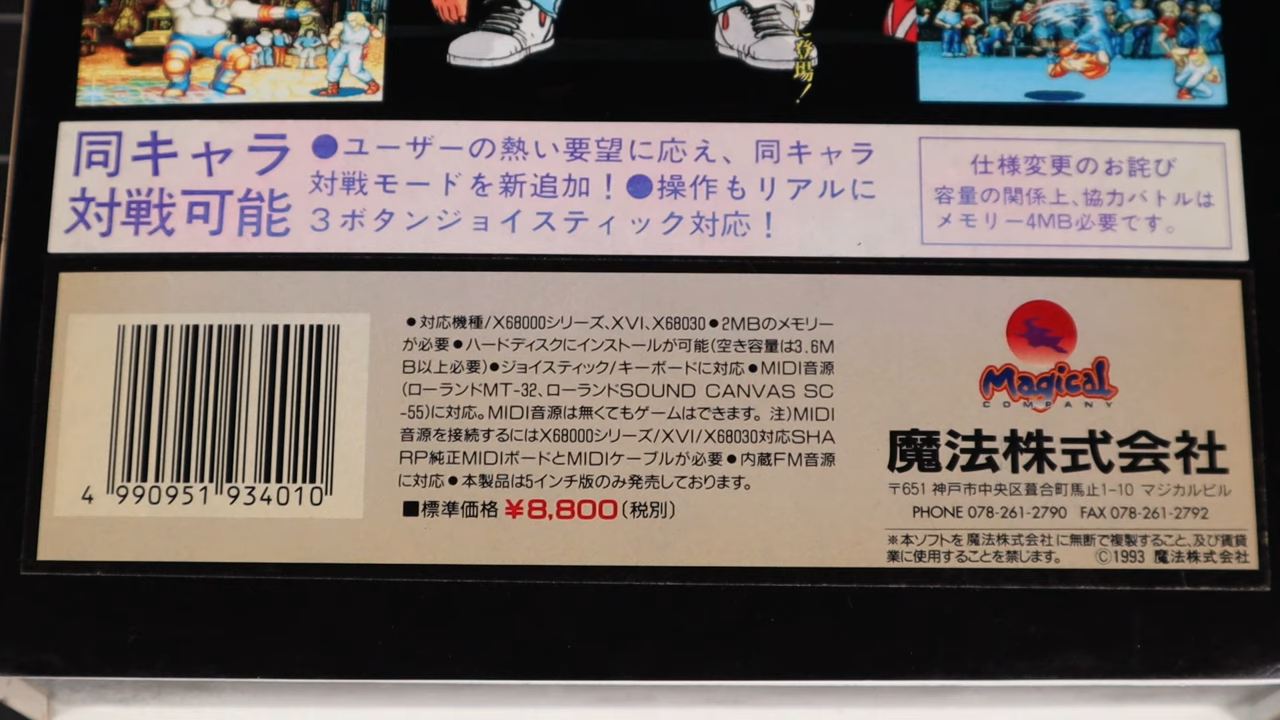 に登場!
同キャラ
対戦可能
●ユーザーの熱い要望に応え、同キャラ
対戦モードを新追加!●操作もリアルに
3ボタンジョイスティック対応!
仕様変更のお詫び
容量の関係上、協力バトルは
メモリー4MB必要です。
4 990951 934010
●対応機種/X68000シリーズ、XVI、X68030●2MBのメモリー
が必要●ハードディスクにインストールが可能(空き容量は3.6M
B以上必要)●ジョイスティック/キーボードに対応●MIDI音源
(ローランドMT-32、ローランドSOUND CANVAS SC
-55)に対応。MIDI音源は無くてもゲームはできます。注)MIDI
音源を接続するにはX68000シリーズ/XVI/X68030対応SHA
RP純正MIDIボードとMIDIケーブルが必要●内蔵FM音源
に対応●本製品は5インチ版のみ発売しております。
■標準価格 ¥8,800(税別)
Magical
COMPANY
魔法株式会社
〒651 神戸市中央区葺合町馬止1-10 マジカルビル
PHONE 078-261-2790 FAX 078-261-2792
※本ソフトを魔法株式会社に無断で複製すること、及び賃貸
業に使用することを禁じます。 ©1993 魔法株式会社